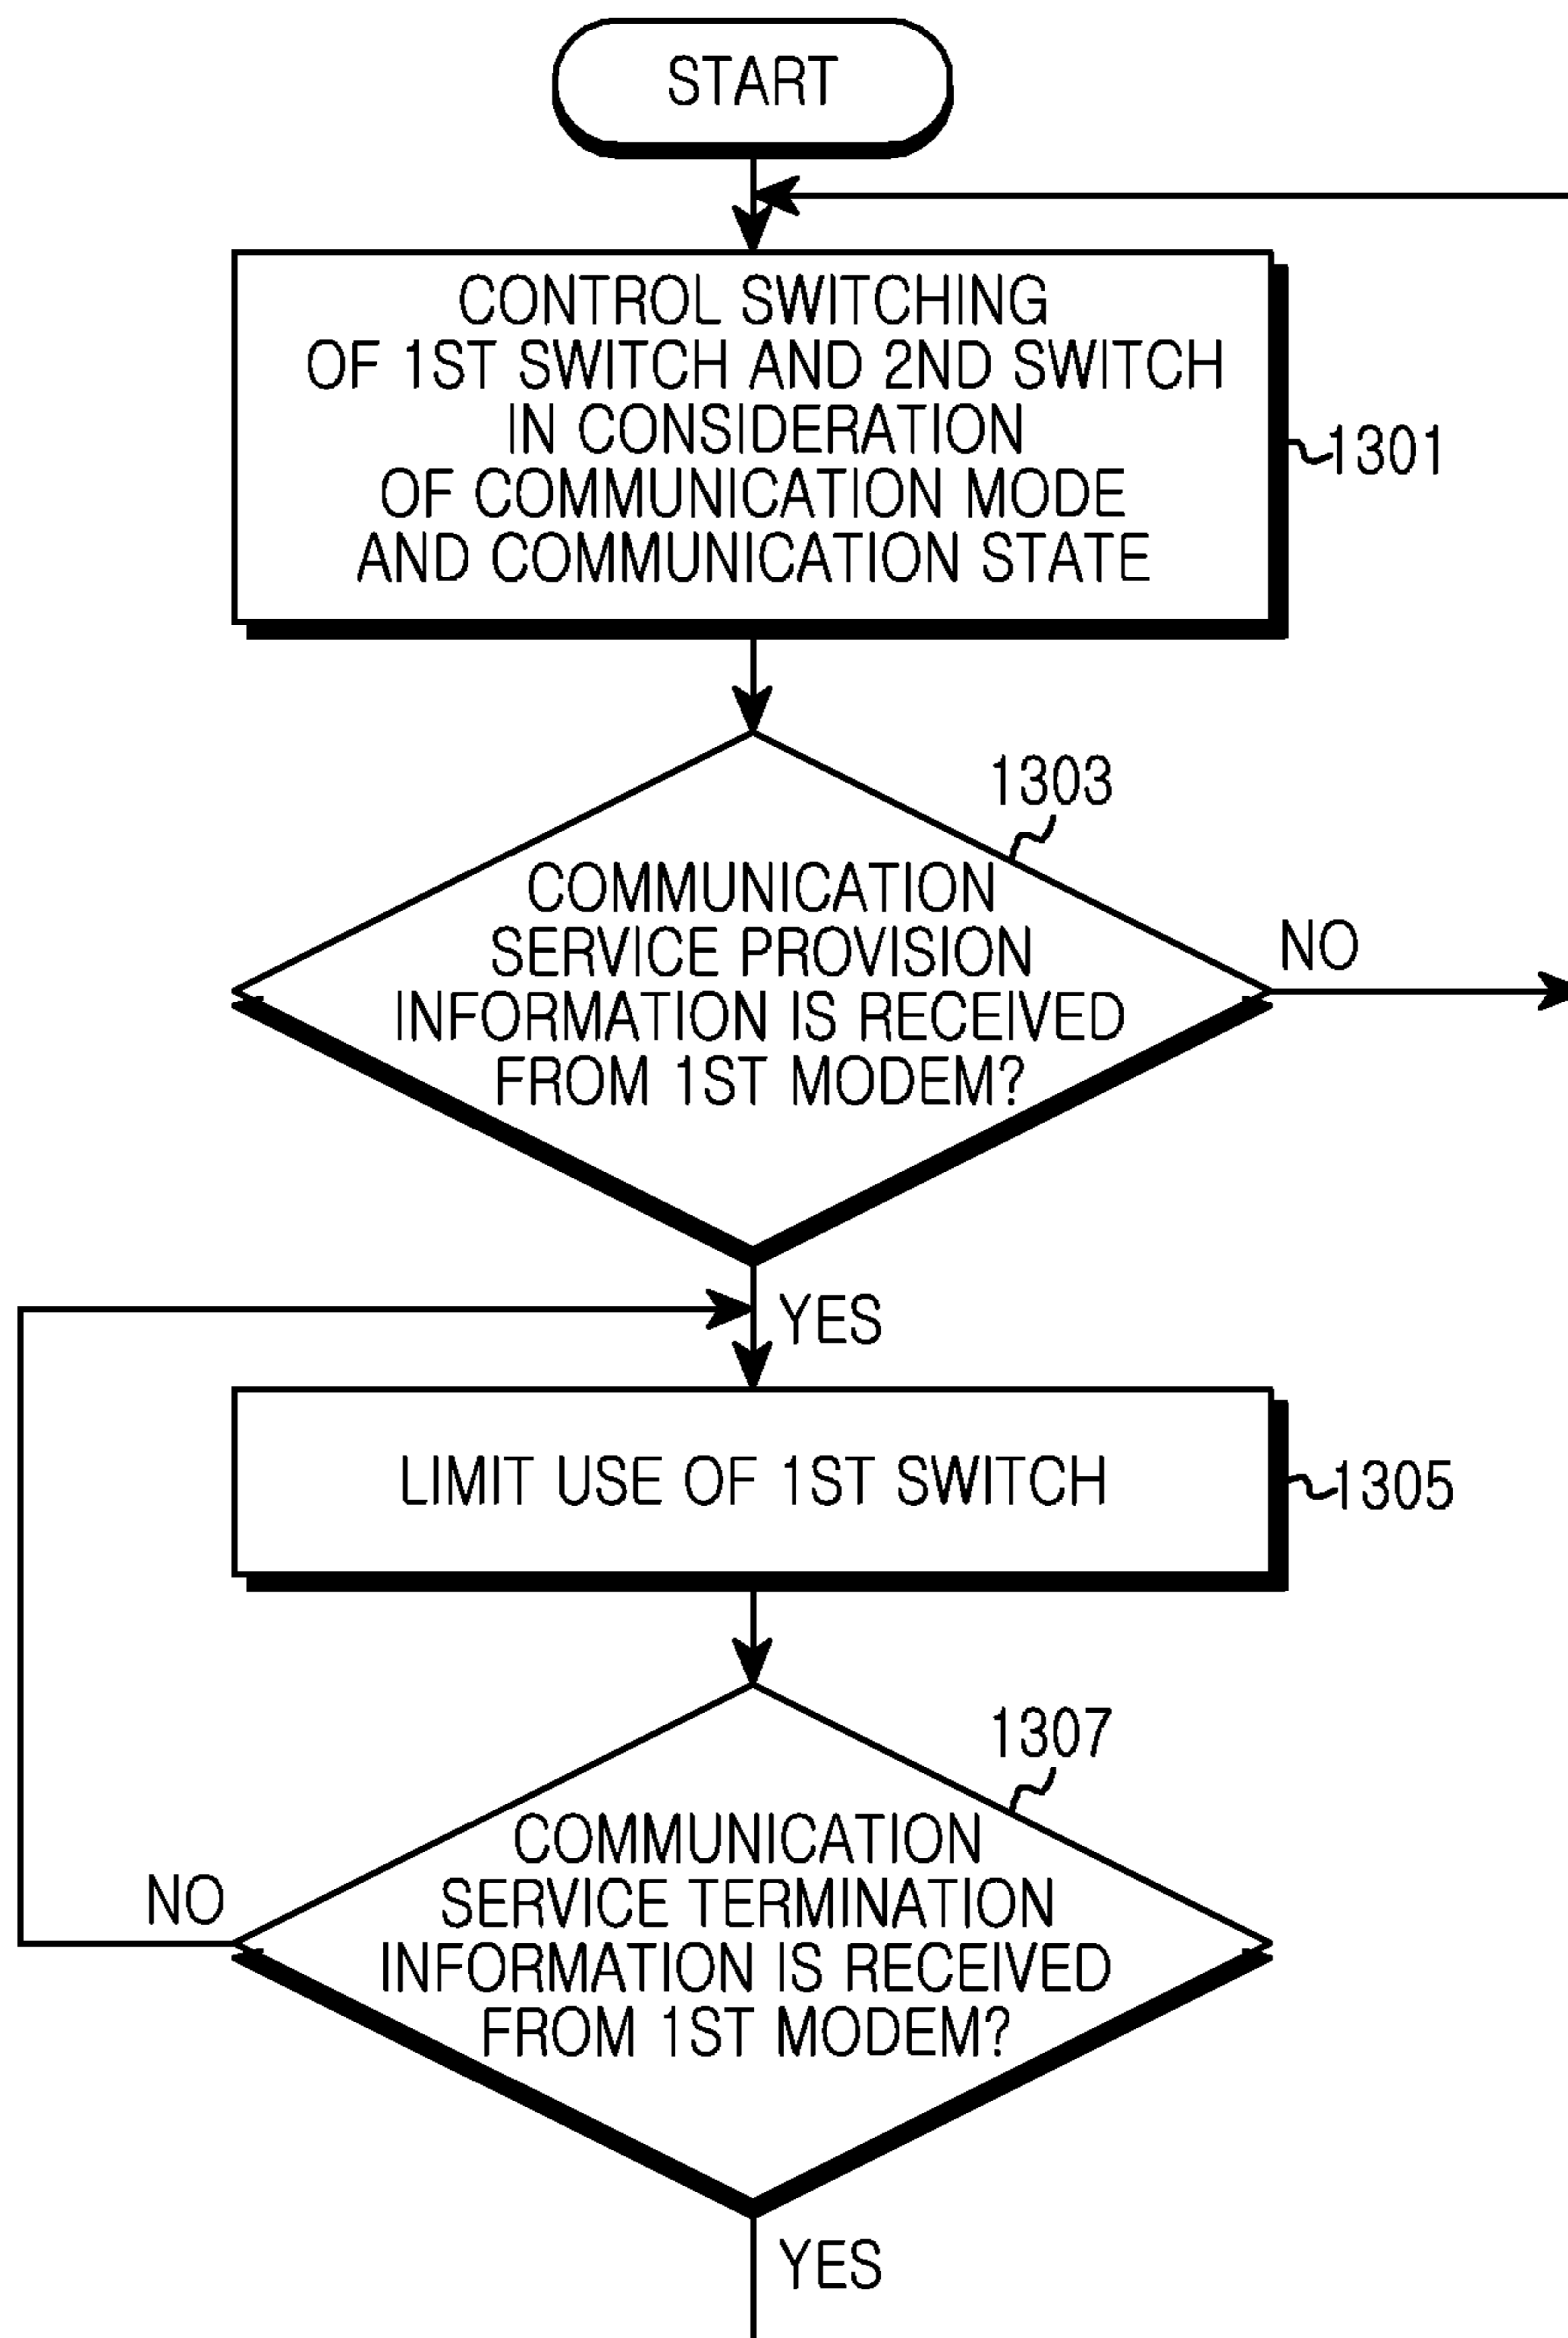 START
CONTROL SWITCHING
OF 1ST SWITCH AND 2ND SWITCH
IN CONSIDERATION
OF COMMUNICATION MODE
AND COMMUNICATION STATE
1301
1303
COMMUNICATION
SERVICE PROVISION
INFORMATION IS RECEIVED
FROM 1ST MODEM?
NO
YES
LIMIT USE OF 1ST SWITCH
1305
1307
COMMUNICATION
SERVICE TERMINATION
INFORMATION IS RECEIVED
FROM 1ST MODEM?
NO
YES